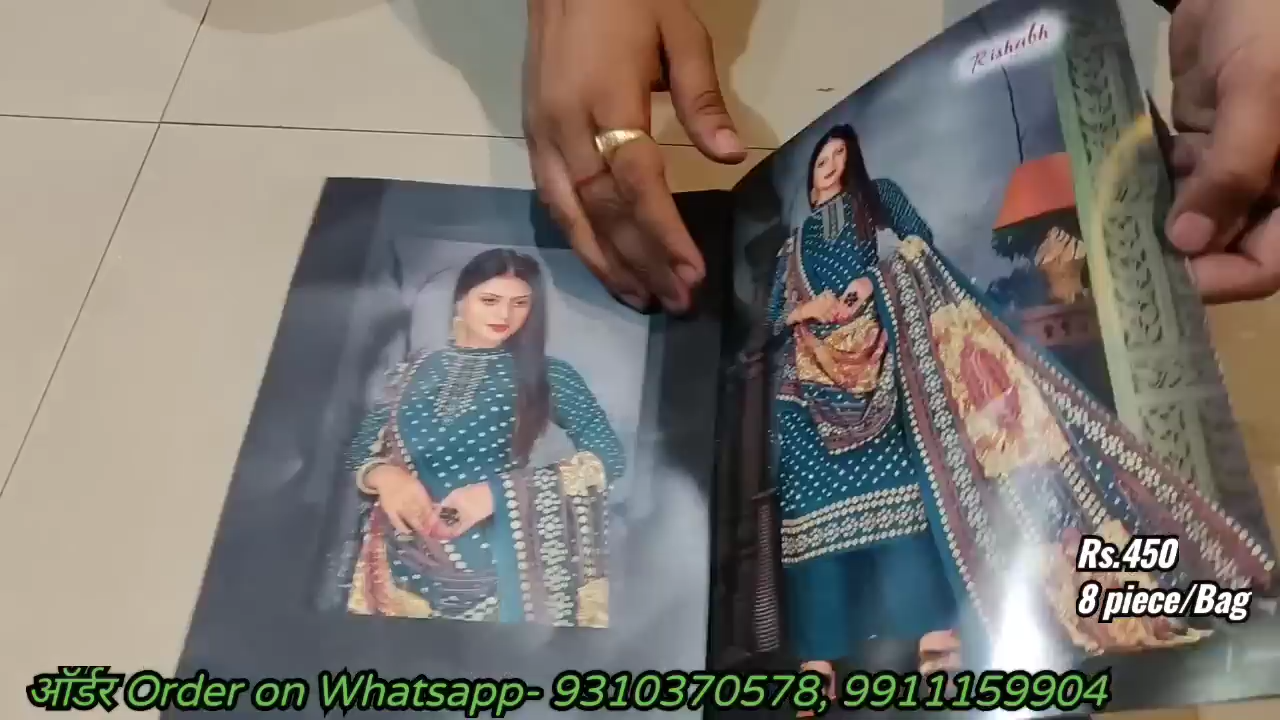 Rishabh
Rs.450
8 piece/Bag
ऑर्डर Order on Whatsapp- 9310370578, 9911159904